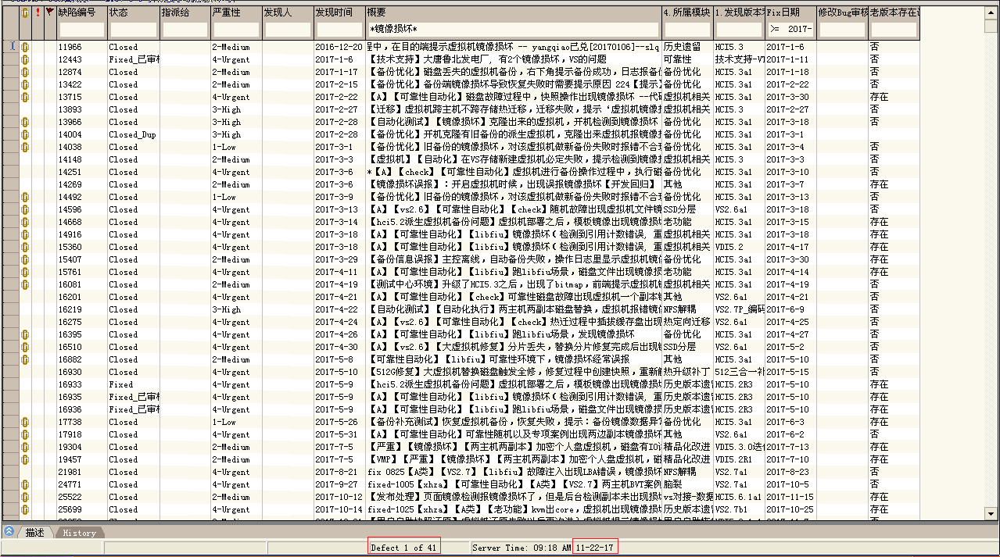 缺陷编号 状态 指派给 严重性 发现人 发现时间 概要 4. 所属模块 1. 发现版本 Fix日期 修改Bug审核 老版本存在
*镜像损坏* >= 2017-
11966 Closed 2-Medium 2016-12-20 程中，在目的端提示虚拟机镜像损坏 -- yangqiao已兑[20170106]--slq 历史遗留 HCI5.3 2017-1-6 否
12443 Fixed_已审核 4-Urgent 2017-1-6 【技术支持】大唐鲁北发电厂, 有2个镜像损坏，VS的问题 可靠性 技术支持-VI 2017-1-11 否
12874 Closed 2-Medium 2017-1-17 【备份优化】磁盘丢失的虚拟机备份，右下角提示备份成功，日志报备份 备份优化 HCI5.3a1 2017-1-18 否
13422 Closed 2-Medium 2017-2-15 【备份优化】备份端镜像损坏导致恢复失败时需要提示原因 224【提示】 备份优化 HCI5.3a1 2017-2-22 否
13715 Closed 4-Urgent 2017-2-22 【A】【可靠性自动化】磁盘故障过程中，快照操作出现镜像损坏 --代码 虚拟机相关 HCI5.3a1 2017-3-30 存在
13893 Closed 3-High 2017-2-27 【迁移】虚拟机跨主机不跨存储热迁移，迁移失败，提示‘虚拟机镜像损 虚拟机相关 HCI5.3 2017-2-27 否
13966 Closed 3-High 2017-2-28 【自动化测试】【镜像损坏】克隆出来的虚拟机，开机检测到镜像损坏 备份优化 HCI5.3a1 2017-3-18 否
14004 Closed_Dup 3-High 2017-2-28 【备份优化】开机克隆有旧备份的派生虚拟机，克隆出来虚拟机报镜像损 备份优化 HCI5.3a1 2017-3-1
14038 Closed 1-Low 2017-3-1 【备份优化】旧备份的镜像损坏，对该虚拟机做新备份失败时报错不合理 备份优化 HCI5.3a1 2017-3-4 否
14148 Closed 2-Medium 2017-3-3 【虚拟机】【自动化】在VS存储新建虚拟机必定失败，提示检测到镜像损 虚拟机相关 HCI5.3 2017-3-3 否
14251 Closed 4-Urgent 2017-3-6 *【A】【check】【可靠性自动化】虚拟机进行备份操作过程中，执行磁 备份优化 HCI5.3a1 2017-3-10 否
14269 Closed 2-Medium 2017-3-6 【镜像损坏误报】：开启虚拟机时候，出现误报镜像损坏【开发回归】 其他 HCI5.3a1 2017-3-7 存在
14492 Closed 1-Low 2017-3-9 【备份优化】旧备份的镜像损坏，对该虚拟机做新备份失败时报错不合理 备份优化 HCI5.3a1 2017-3-13 否
14596 Closed 4-Urgent 2017-3-13 【A】【vs2.6】【可靠性自动化】【check】随机故障出现虚拟机文件镜 SSD分层 VS2.6a1 2017-3-18 否
14668 Closed 4-Urgent 2017-3-14 【hci5.2派生虚拟机备份问题】虚拟机部署之后，模板镜像出现镜像损 老功能 HCI5.3a1 2017-3-15 存在
14916 Closed 4-Urgent 2017-3-18 【A】【可靠性自动化】【libfiu】镜像损坏（检测到引用计数错误, 重 虚拟机相关 HCI5.3a1 2017-3-18 存在
15360 Closed 4-Urgent 2017-3-18 【A】【可靠性自动化】【libfiu】镜像损坏（检测到引用计数错误, 重 虚拟机相关 VDI5.2 2017-4-17 存在
15407 Closed 2-Medium 2017-3-29 【备份信息误报】主控离线，自动备份失败，操作日志里显示虚拟机镜像 备份优化 HCI5.3a1 2017-3-30 存在
15761 Closed 4-Urgent 2017-4-11 【A】【可靠性自动化】【libfiu】跑libfiu场景，磁盘文件出现镜像损 老功能 HCI5.3a1 2017-4-14 存在
16081 Closed 2-Medium 2017-4-19 【测试中心环境】升级了HCI5.3之后，出现了bitmap，前端提示虚拟机镜 虚拟机相关 HCI5.3a1 2017-4-19 否
16201 Closed 4-Urgent 2017-4-21 【A】【可靠性自动化】【check】可靠性磁盘故障出现虚拟机一个副本镜 其他 VS2.6a1 2017-4-21 否
16219 Closed 3-High 2017-4-22 【自动化测试】【自动化执行】两主机两副本磁盘替换，虚拟机报错镜像 NFS解耦 VS2.7P_编码 2017-6-9 否
16275 Closed 4-Urgent 2017-4-24 【A】【vs2.6】【可靠性自动化】【check】热迁过程中插拔缓存盘出现 热定向迁移 VS2.6a1 2017-4-25 否
16395 Closed 4-Urgent 2017-4-26 【A】【可靠性自动化】【libfiu】跑libfiu场景，发现镜像损坏 备份优化 HCI5.3a1 2017-4-27 否
16510 Closed 4-Urgent 2017-4-30 【A】【vs2.6】【大虚拟机修复】分片丢失，替换分片修复完成后出现镜 SSD分层 VS2.6a1 2017-5-2 否
16882 Closed 2-Medium 2017-5-8 【可靠性自动化】【libfiu】可靠性环境下，镜像损坏经常误报 其他 HCI5.3a1 2017-5-10 存在
16930 Closed 4-Urgent 2017-5-10 【512G修复】大虚拟机替换磁盘触发全修，修复过程中创建快照，重新 热升级补丁 512三合一补 2017-5-15 否
16933 Fixed 4-Urgent 2017-5-9 【hci5.2派生虚拟机备份问题】虚拟机部署之后，模板镜像出现镜像损 历史版本遗留 HCI5.2R3 2017-5-10 存在
16935 Fixed_已审核 4-Urgent 2017-5-9 【A】【可靠性自动化】【libfiu】镜像损坏（检测到引用计数错误, 重 历史版本遗留 HCI5.2R3 2017-5-10 存在
16936 Fixed_已审核 4-Urgent 2017-5-9 【A】【可靠性自动化】【libfiu】跑libfiu场景，磁盘文件出现镜像损 历史版本遗留 HCI5.2R3 2017-5-10 存在
17738 Closed 1-Low 2017-5-26 【备份补充测试】恢复虚拟机备份，恢复失败，提示：备份镜像数据异常 备份优化 HCI5.3a1 2017-6-3 否
17918 Closed 4-Urgent 2017-5-31 【A】【可靠性自动化】可靠性随机以及专项案例出现两边副本镜像损坏 其他 VS2.6a1 2017-6-2 否
19304 Closed 2-Medium 2017-7-5 【严重】【镜像损坏】【两主机两副本】加密个人盘虚拟机，磁盘有IO 精品化改进 VDI5.3.0迭代 2017-7-13 存在
19457 Closed 2-Medium 2017-7-5 【VMP】【严重】【镜像损坏】【两主机两副本】加密个人盘虚拟机，磁 精品化改进 VDI5.2R1 2017-7-11 存在
21981 Closed 4-Urgent 2017-8-21 fix 0825【A类】【VS2.7】【libfiu】故障注入出现LBA错误，镜像损坏 NFS解耦 VS2.7a1 2017-8-23 否
24771 Closed 4-Urgent 2017-9-27 fixed-1005【xhza】【可靠性自动化】【A类】【VS2.7】两主机BVT案例 脑裂 VS2.7a1 2017-10-5 否
25522 Closed 2-Medium 2017-10-12 【发布处理】页面镜像检测报镜像损坏了，但是后台检测副本未出现损 vs对接-数据 HCI5.6.1a1 2017-11-15 存在
25699 Closed 4-Urgent 2017-10-14 fixed-1025【xhza】【A类】【老功能】kvm出core，虚拟机出现镜像损 历史遗留 VS2.7b1 2017-10-25 存在
描述 History
Defect 1 of 41 Server Time: 09:18 AM 11-22-17